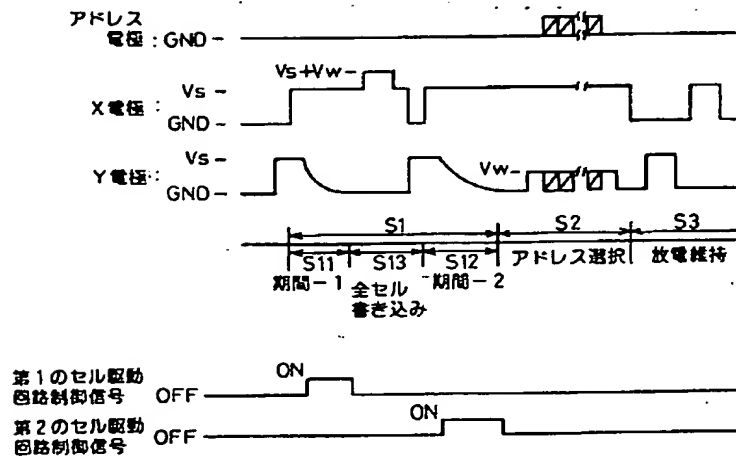 アドレス
電極 : GND -
Vs+Vw -
Vs -
X電極 :
GND -
Vs -
Y電極 :
Vw -
GND -
S1 S2 S3
S11 S13 S12 アドレス選択 放電維持
期間-1 全セル 期間-2
書き込み
第1のセル駆動
回路制御信号 OFF ON
第2のセル駆動
回路制御信号 OFF ON